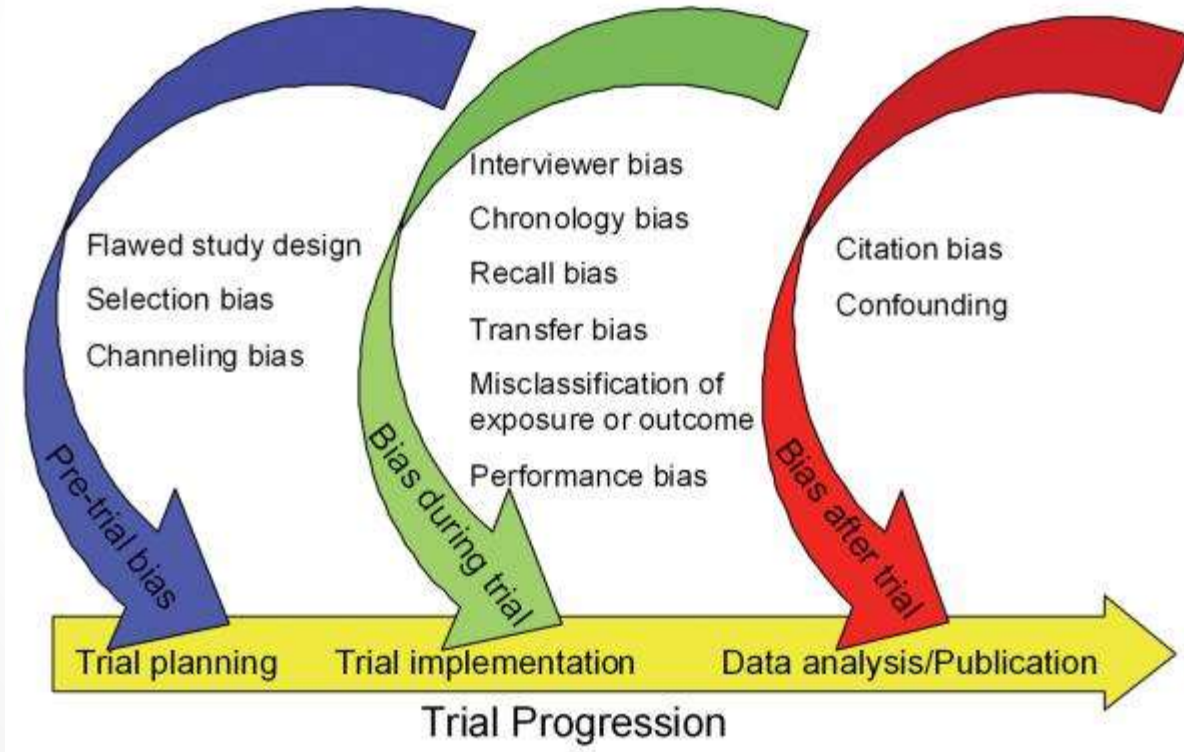 Flawed study design
Selection bias
Channeling bias
Pre-trial bias
Interviewer bias
Chronology bias
Recall bias
Transfer bias
Misclassification of
exposure or outcome
Performance bias
Bias during trial
Citation bias
Confounding
Bias after trial
Trial planning
Trial implementation
Data analysis/Publication
Trial Progression